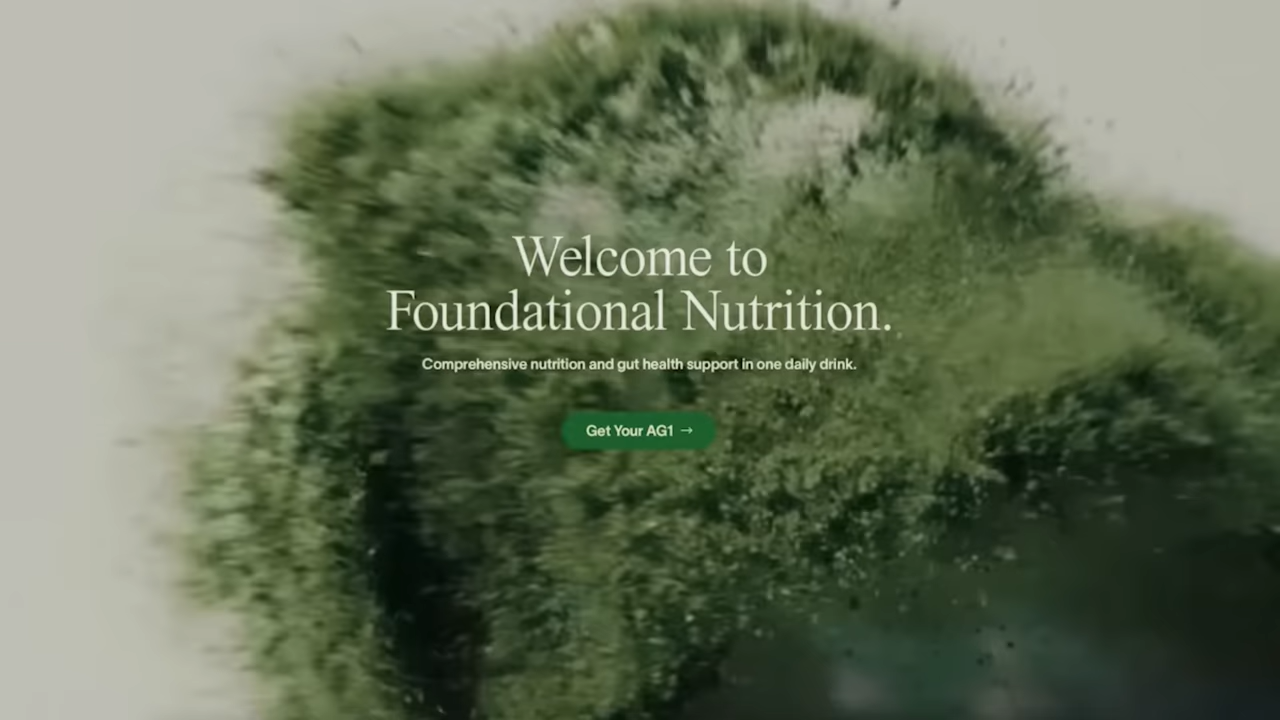 Welcome to
Foundational Nutrition.
Comprehensive nutrition and gut health support in one daily drink.
Get Your AG1 →